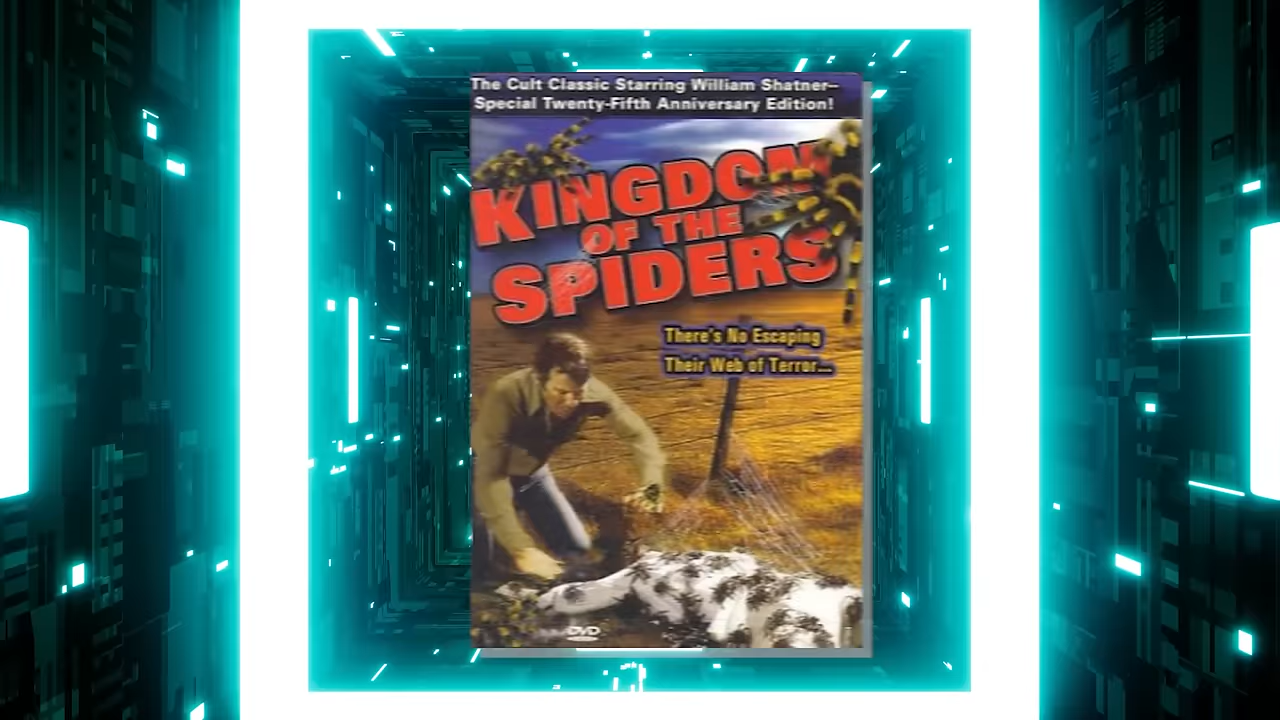 The Cult Classic Starring William Shatner–
Special Twenty-Fifth Anniversary Edition!
KINGDOM
OF THE
SPIDERS
There's No Escaping
Their Web of Terror...
DVD